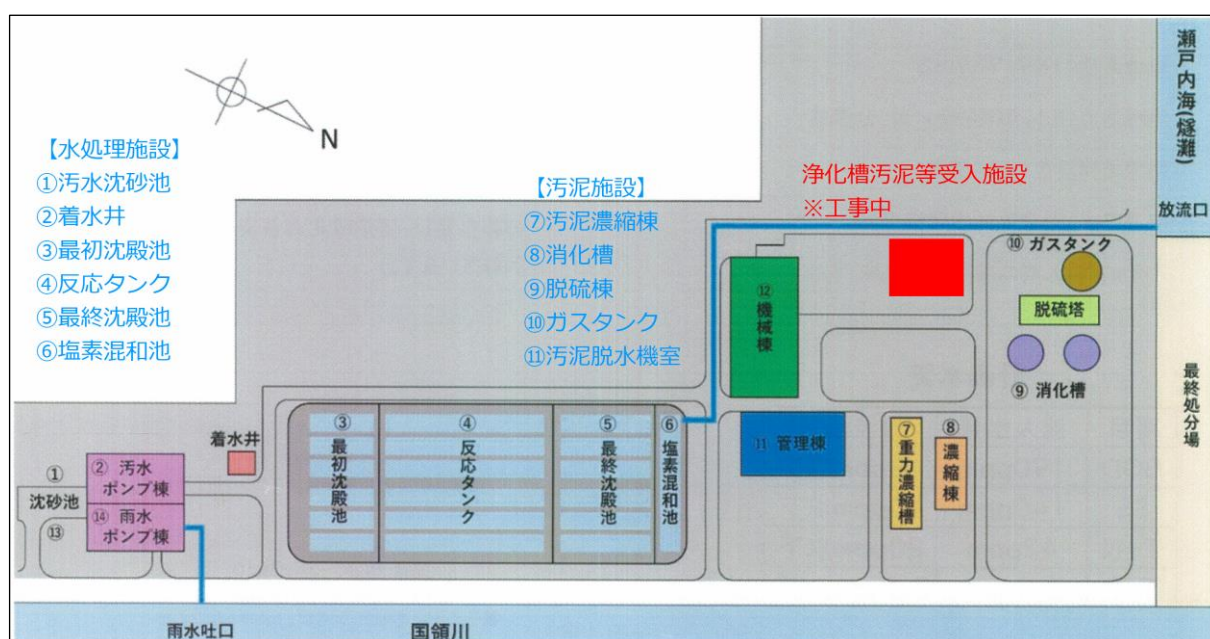 N
【水処理施設】
①汚水沈砂池
②着水井
③最初沈殿池
④反応タンク
⑤最終沈殿池
⑥塩素混和池
【汚泥施設】
⑦汚泥濃縮棟
⑧消化槽
⑨脱硫棟
⑩ガスタンク
⑪汚泥脱水機室
浄化槽汚泥等受入施設
※工事中
瀬戸内海(燧灘)
放流口
⑩ ガスタンク
脱硫塔
⑨ 消化槽
最終処分場
⑫機械棟
⑪ 管理棟
⑦重力濃縮槽
⑧濃縮棟
着水井
③最初沈殿池
④反応タンク
⑤最終沈殿池
⑥塩素混和池
①
沈砂池
⑬
② 汚水
ポンプ棟
⑭ 雨水
ポンプ棟
雨水吐口
国領川